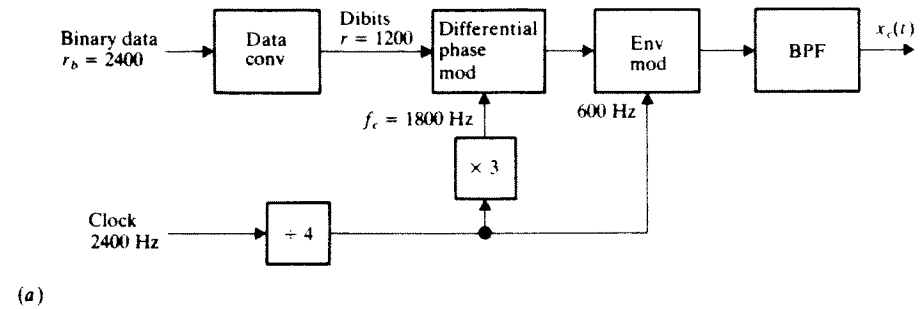 Binary data
r_b = 2400
Data
conv
Dibits
r = 1200
Differential
phase
mod
Env
mod
BPF
x_c(t)
f_c = 1800 Hz
600 Hz
× 3
Clock
2400 Hz
÷ 4
(a)